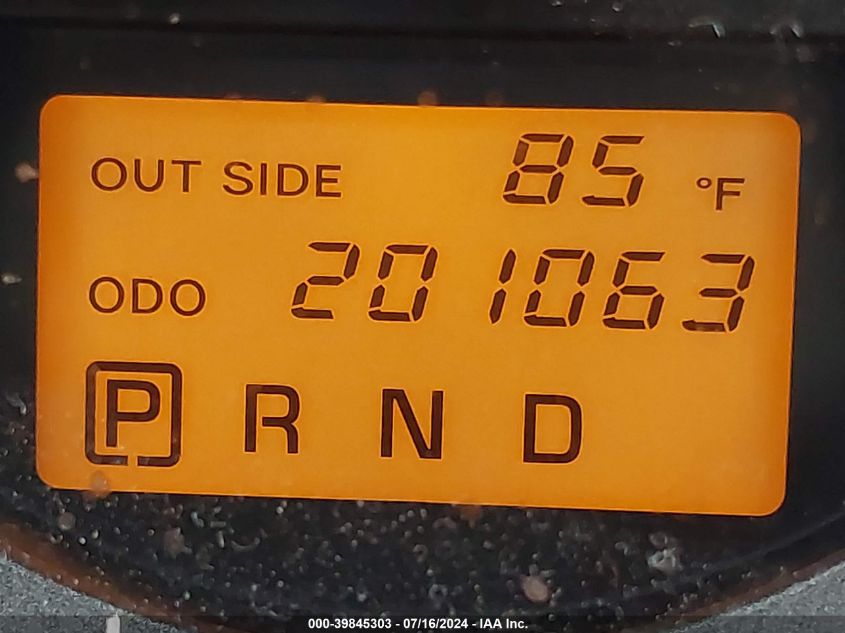 OUT SIDE 85 °F
ODO 201063
P R N D
000-39845303 - 07/16/2024 - IAA Inc.